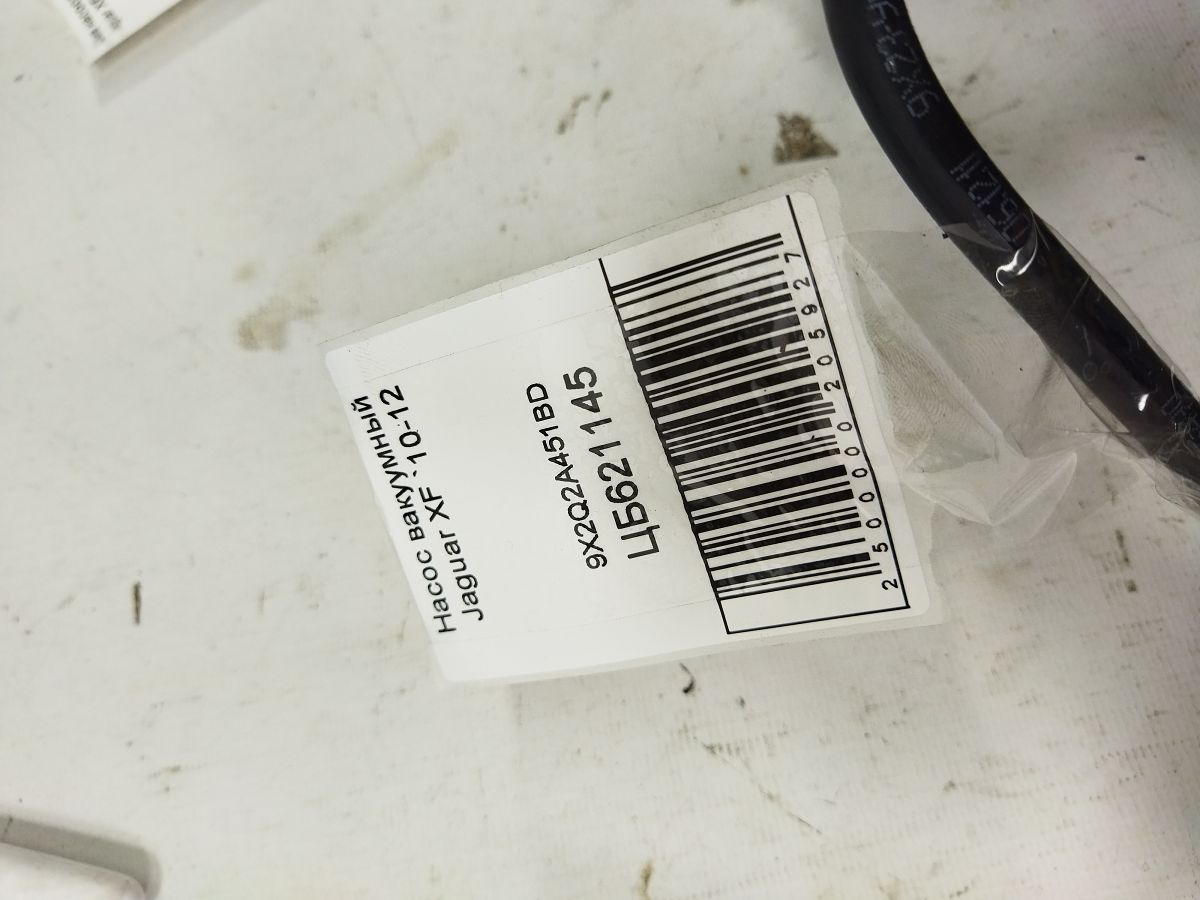 Насос вакуумный
Jaguar XF `10-12
9X2Q2A451BD
ЦБ621145
2500000205927